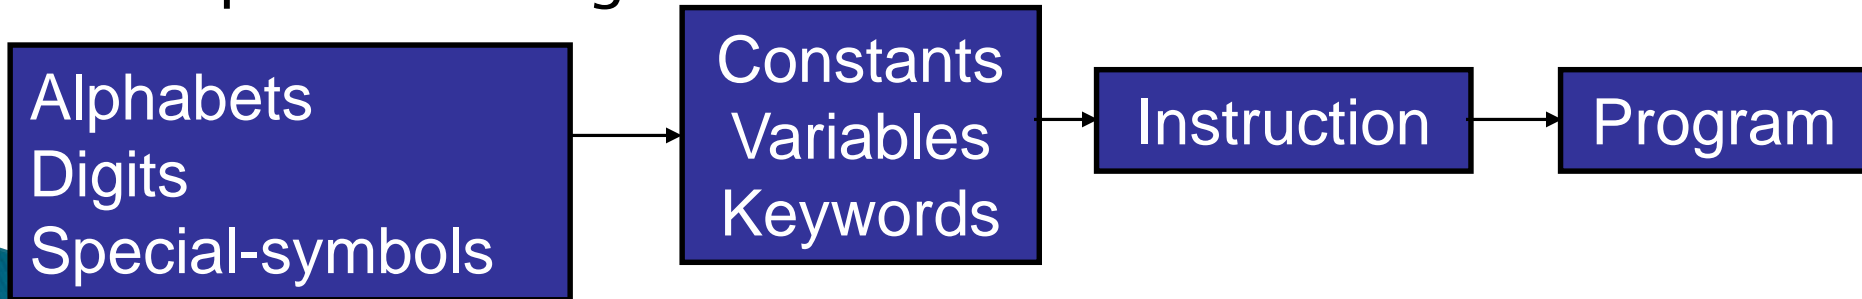 Alphabets
Digits
Special-symbols
Constants
Variables
Keywords
Instruction
Program